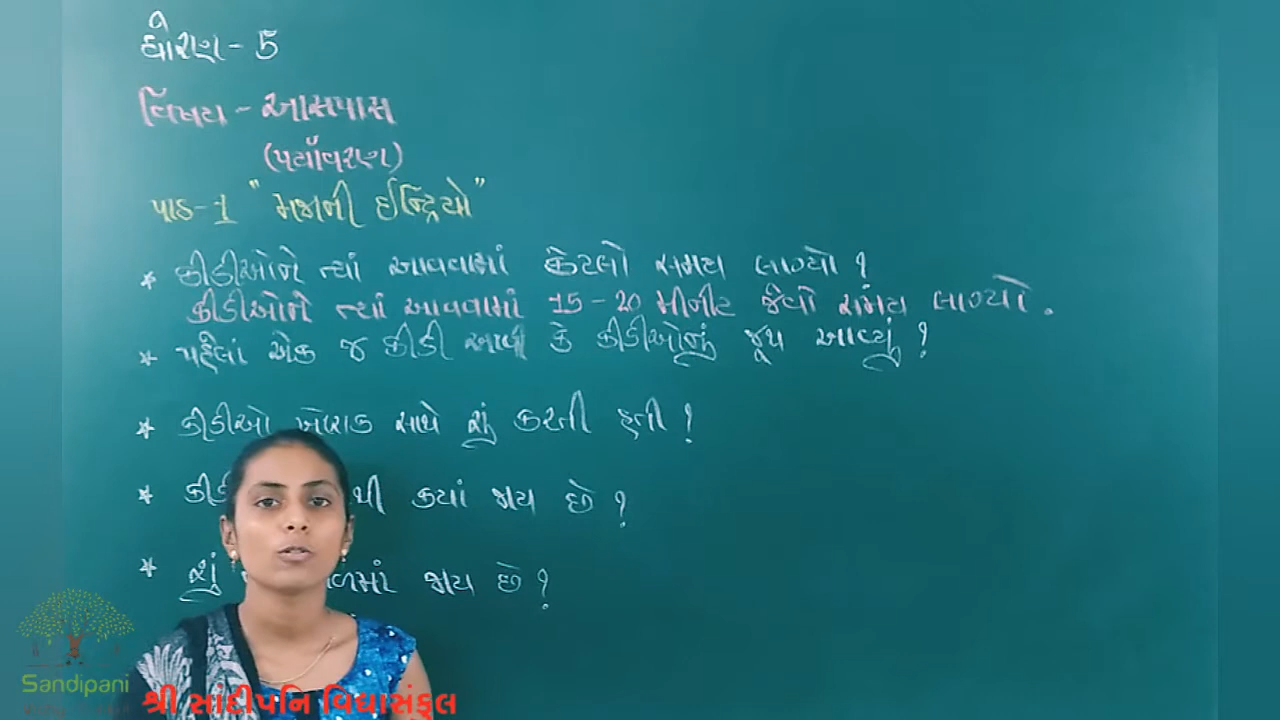 ધોરણ - 5
વિષય - આસપાસ
(પર્યાવરણ)
પાઠ-1 "મજાની ઈન્દ્રિયો"
* કીડીઓને ત્યાં આવવામાં કેટલો સમય લાગ્યો?
કીડીઓને ત્યાં આવવામાં 15-20 મીનીટ જેવો સમય લાગ્યો.
* પહેલાં એક જ કીડી આવી કે કીડીઓનું જૂથ આવ્યું?
* કીડીઓ ખોરાક સાથે શું કરતી હતી?
* ક્યાં જાય છે?
* શું જાય છે?
Sandipani
શ્રી સાંદીપનિ વિદ્યાસંકુલ